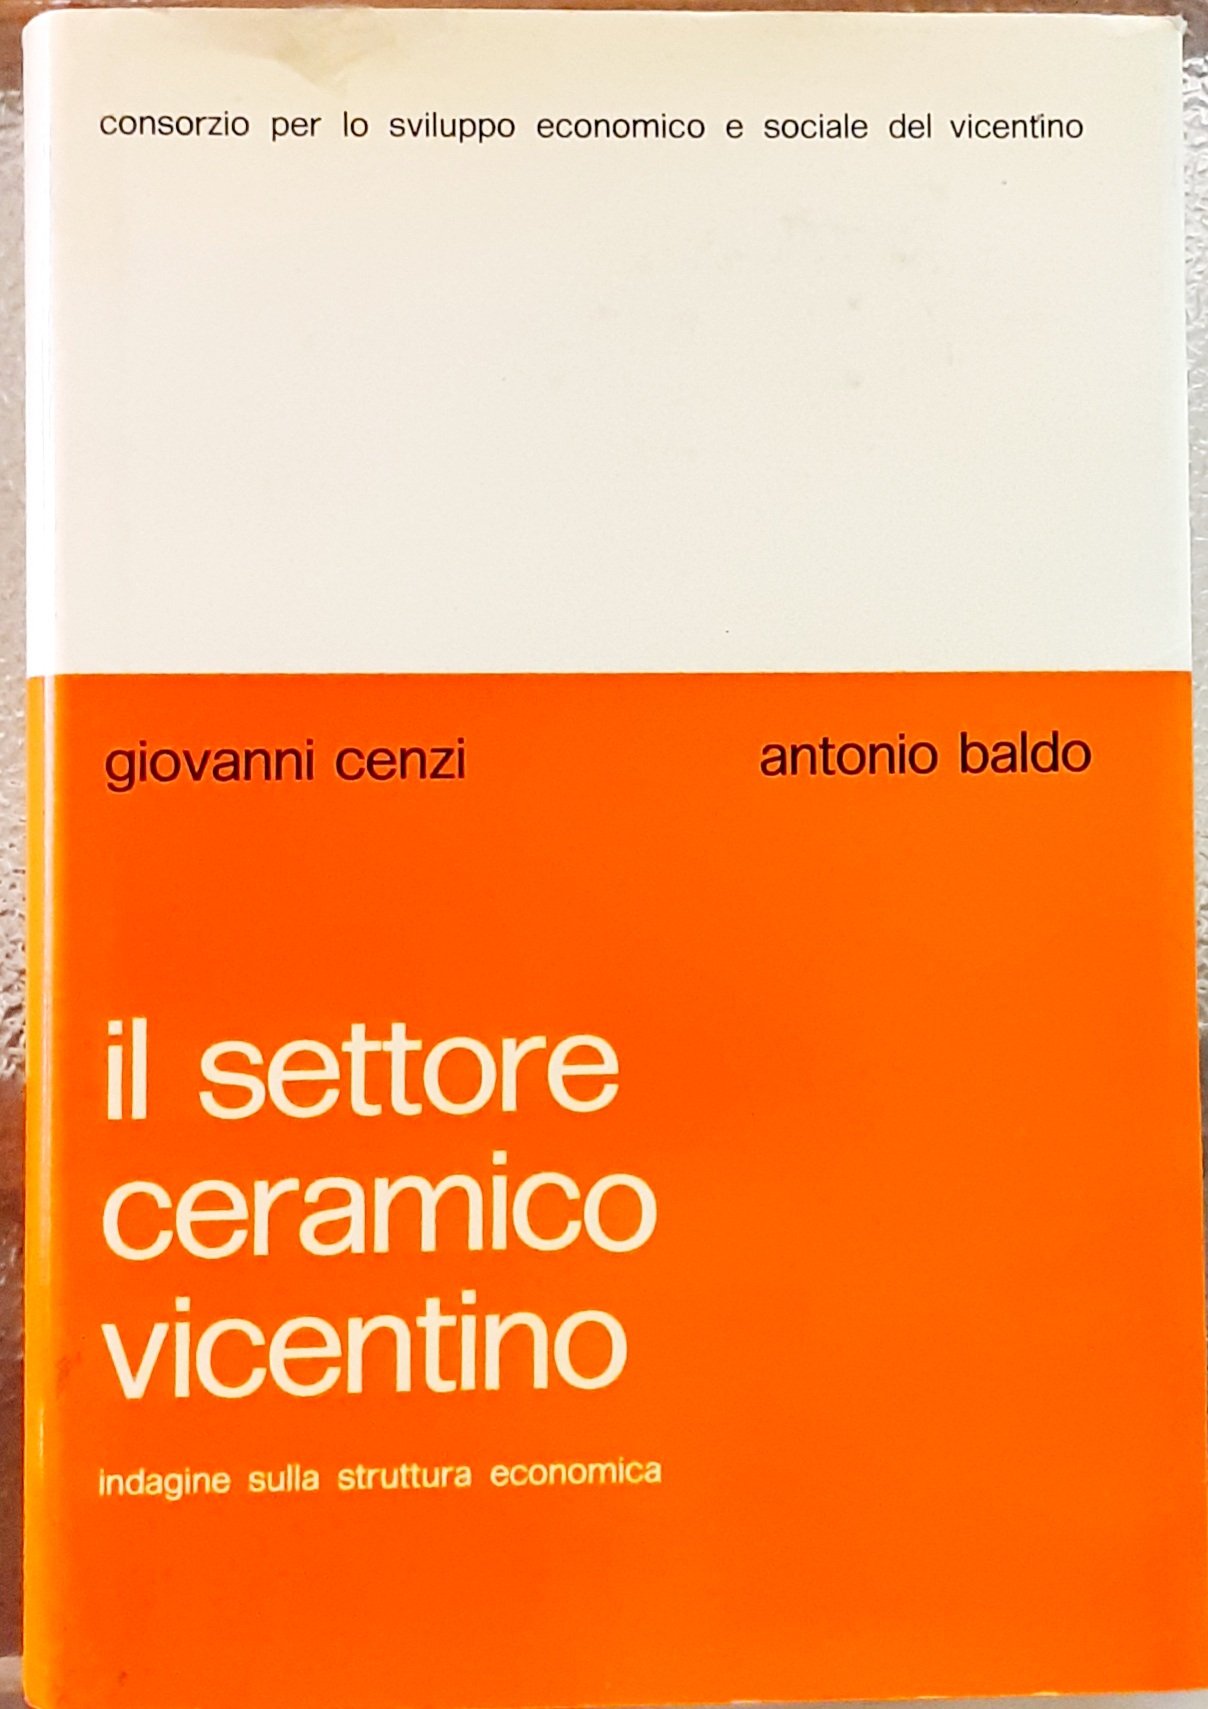 consorzio per lo sviluppo economico e sociale del vicentino
giovanni cenzi antonio baldo
il settore
ceramico
vicentino
indagine sulla struttura economica